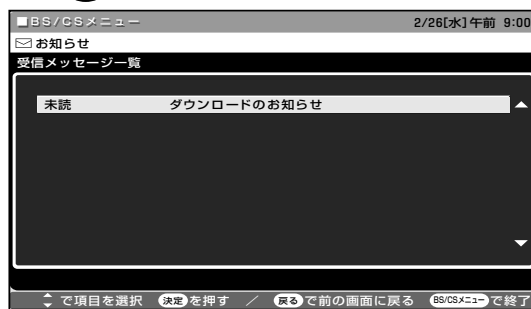 ■BS/CSメニュー 2/26[水]午前 9:00
お知らせ
受信メッセージ一覧
未読 ダウンロードのお知らせ
で項目を選択 決定を押す / 戻るで前の画面に戻る BS/CSメニューで終了